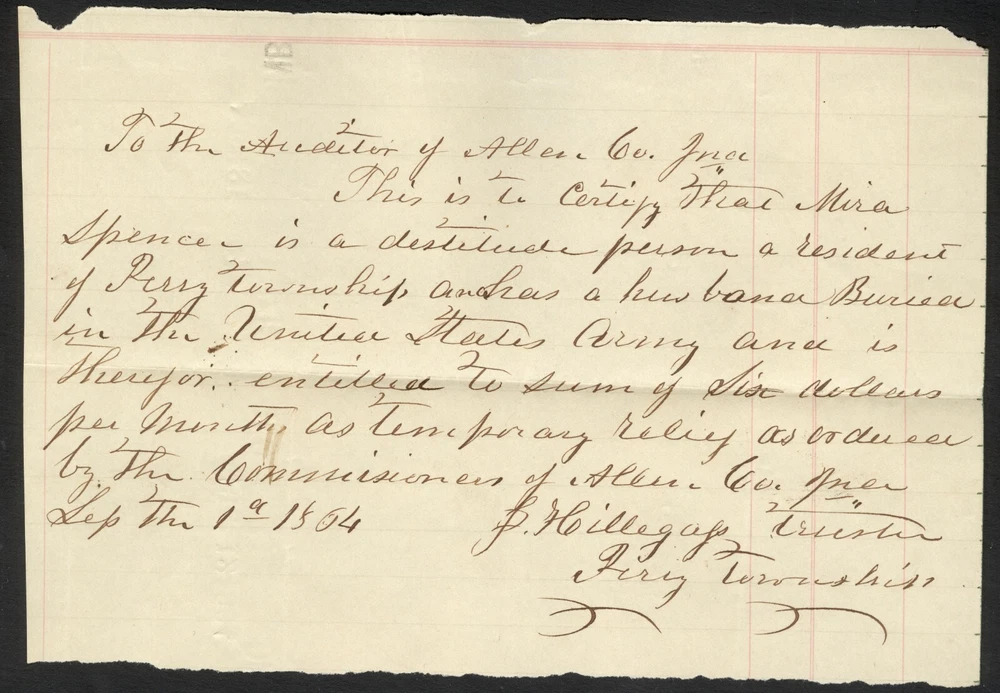 To the Auditor of Allen Co. Ind
This is to Certify that Mira
Spencer is a destitude person a resident
of Perry township and has a husband Buried
in the United States Army and is
therefor entitled to sum of Six dollars
per Month as temporary relief as ordered
by the Commissioners of Allen Co. Ind
Sep the 1st 1864 J. Hillegass, trustee
Perry township